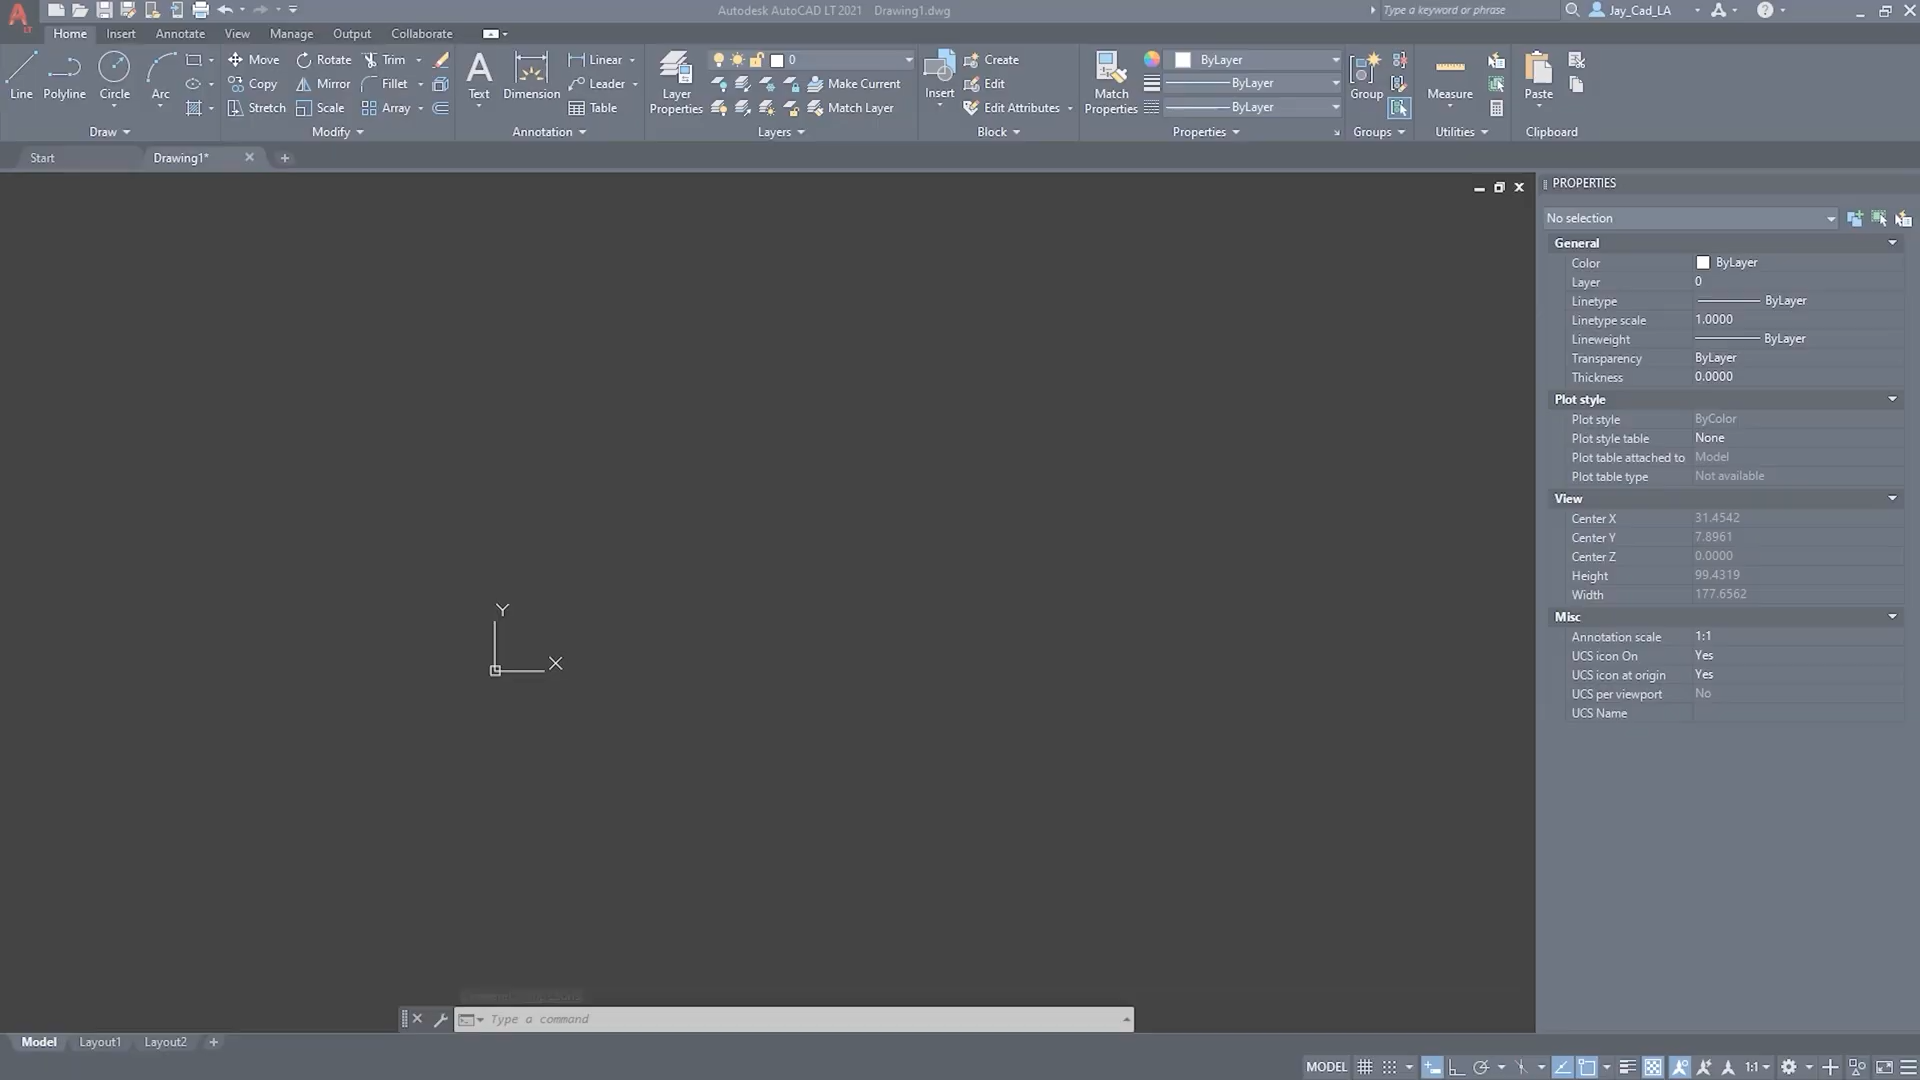 Autodesk AutoCAD LT 2021 Drawing1.dwg
Type a keyword or phrase
Jay_Cad_LA
LT
Home Insert Annotate View Manage Output Collaborate
Line Polyline Circle Arc
Move Rotate Trim
Copy Mirror Fillet
Stretch Scale Array
Text Dimension
Linear
Leader
Table
Layer Properties
0
Make Current
Match Layer
Insert
Create
Edit
Edit Attributes
Match Properties
ByLayer
ByLayer
ByLayer
Group
Measure
Paste
Draw Modify Annotation Layers Block Properties Groups Utilities Clipboard
Start Drawing1*
PROPERTIES
No selection
General
Color ByLayer
Layer 0
Linetype ByLayer
Linetype scale 1.0000
Lineweight ByLayer
Transparency ByLayer
Thickness 0.0000
Plot style
Plot style ByColor
Plot style table None
Plot table attached to Model
Plot table type Not available
View
Center X 31.4542
Center Y 7.8961
Center Z 0.0000
Height 99.4319
Width 177.6562
Misc
Annotation scale 1:1
UCS icon On Yes
UCS icon at origin Yes
UCS per viewport No
UCS Name
Y
X
Type a command
Model Layout1 Layout2
MODEL 1:1